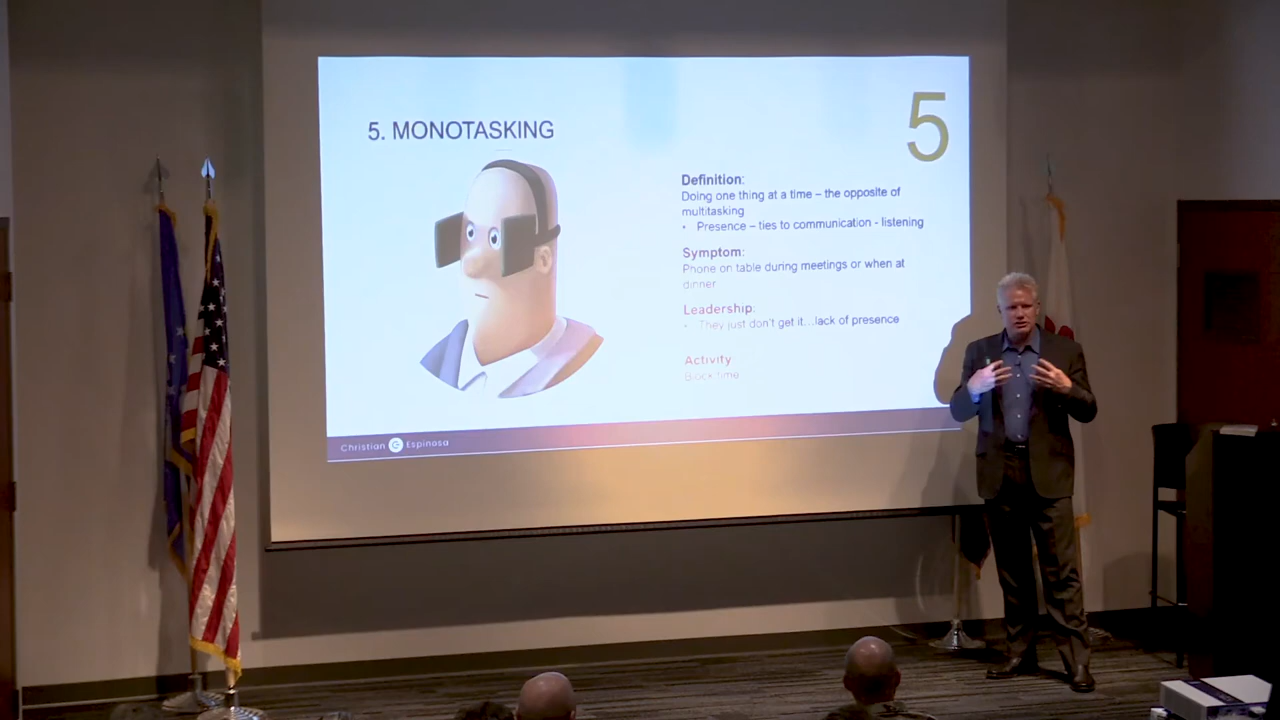 5
5. MONOTASKING
Definition:
Doing one thing at a time – the opposite of
multitasking
• Presence – ties to communication - listening
Symptom:
Phone on table during meetings or when at
dinner
Leadership:
• They just don't get it...lack of presence
Activity
Block time
Christian Espinosa